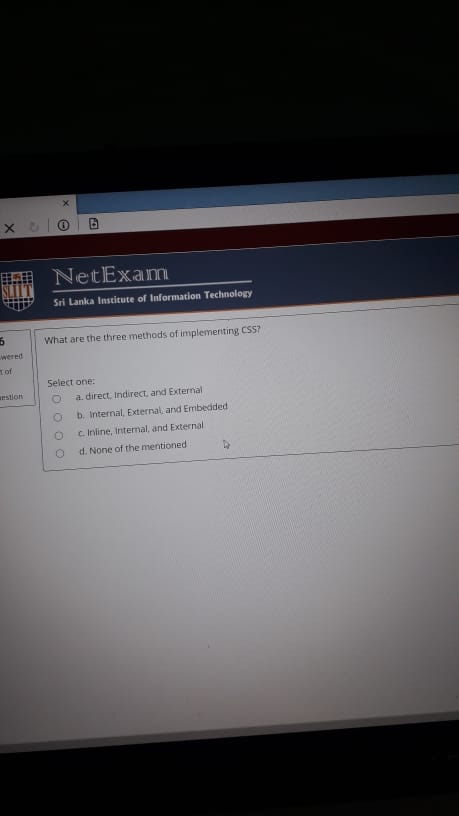 NetExam
Sri Lanka Institute of Information Technology
6
wered
t of
estion
What are the three methods of implementing CSS?
Select one:
a. direct, Indirect, and External
b. Internal, External, and Embedded
c. Inline, Internal, and External
d. None of the mentioned